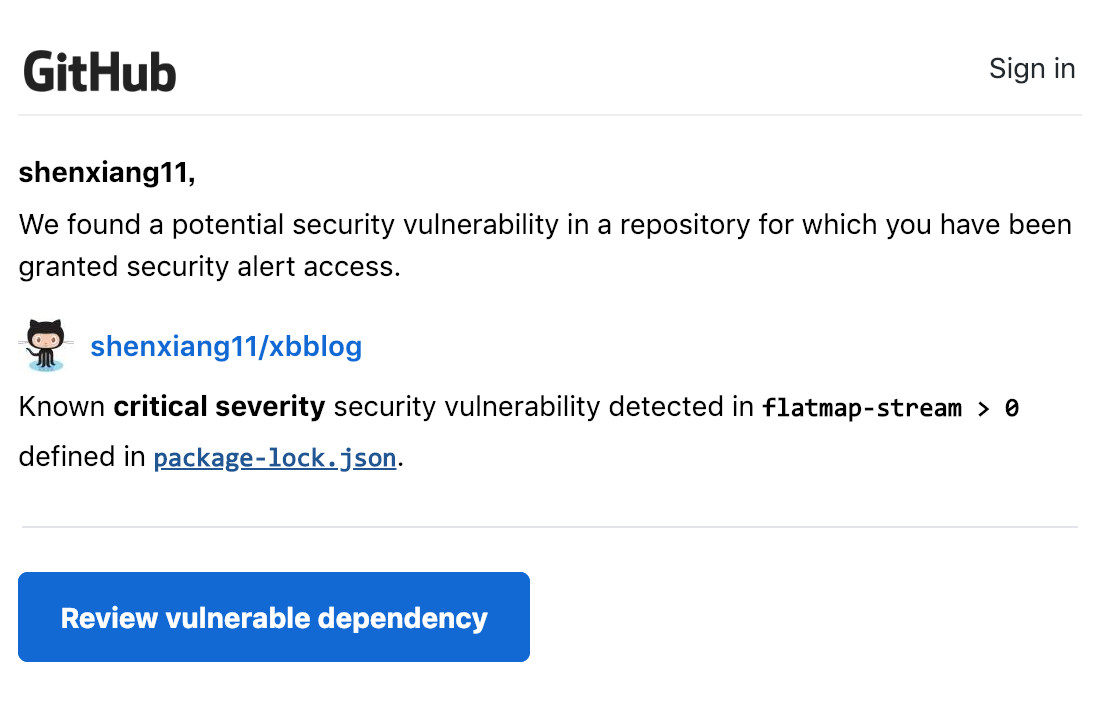 GitHub
Sign in
shenxiang11,
We found a potential security vulnerability in a repository for which you have been
granted security alert access.
shenxiang11/xbblog
Known critical severity security vulnerability detected in flatmap-stream > 0
defined in package-lock.json.
Review vulnerable dependency